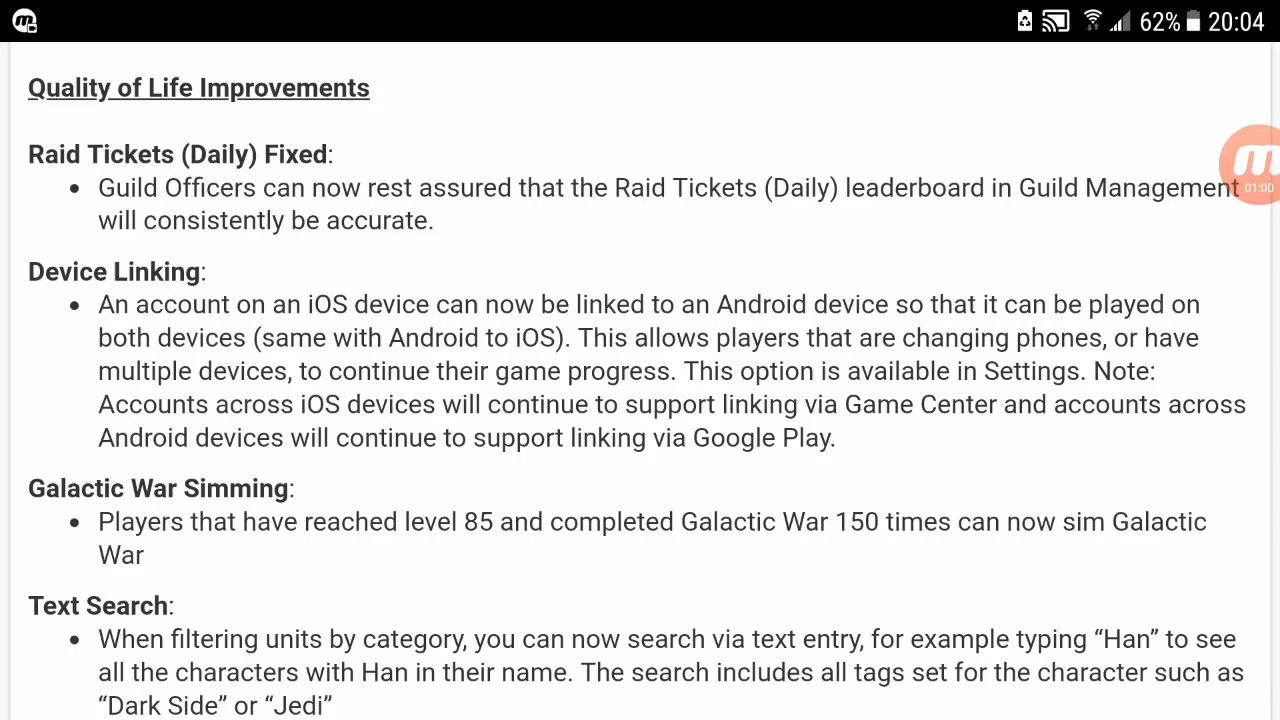 62% 20:04
Quality of Life Improvements
Raid Tickets (Daily) Fixed:
• Guild Officers can now rest assured that the Raid Tickets (Daily) leaderboard in Guild Management
will consistently be accurate.
01:00
Device Linking:
• An account on an iOS device can now be linked to an Android device so that it can be played on
both devices (same with Android to iOS). This allows players that are changing phones, or have
multiple devices, to continue their game progress. This option is available in Settings. Note:
Accounts across iOS devices will continue to support linking via Game Center and accounts across
Android devices will continue to support linking via Google Play.
Galactic War Simming:
• Players that have reached level 85 and completed Galactic War 150 times can now sim Galactic
War
Text Search:
• When filtering units by category, you can now search via text entry, for example typing “Han” to see
all the characters with Han in their name. The search includes all tags set for the character such as
“Dark Side” or “Jedi”